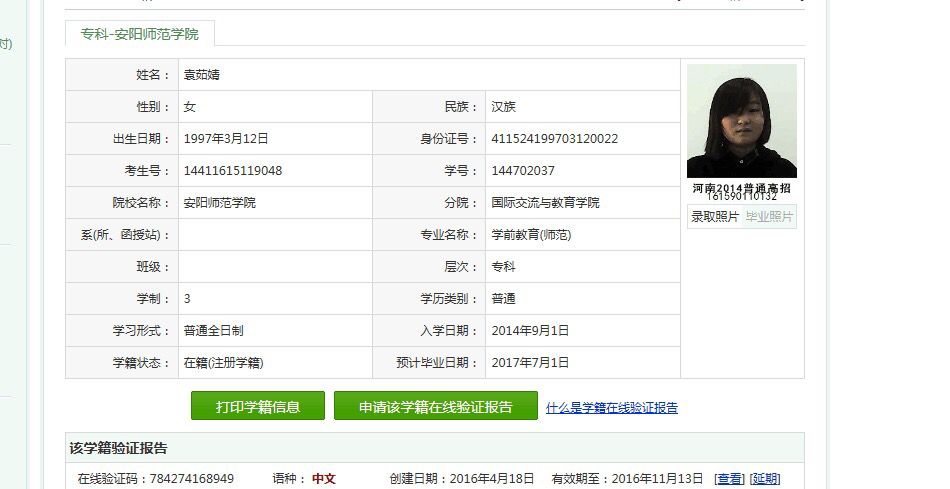 专科-安阳师范学院
姓名： 袁茹婧
性别： 女 民族： 汉族
出生日期： 1997年3月12日 身份证号： 411524199703120022
考生号： 14411615119048 学号： 144702037
河南2014普通高招
161590110132
院校名称： 安阳师范学院 分院： 国际交流与教育学院
录取照片 毕业照片
系(所、函授站)： 专业名称： 学前教育(师范)
班级： 层次： 专科
学制： 3 学历类别： 普通
学习形式： 普通全日制 入学日期： 2014年9月1日
学籍状态： 在籍(注册学籍) 预计毕业日期： 2017年7月1日
打印学籍信息 申请该学籍在线验证报告 什么是学籍在线验证报告
该学籍验证报告
在线验证码：784274168949 语种： 中文 创建日期：2016年4月18日 有效期至：2016年11月13日 [查看] [延期]